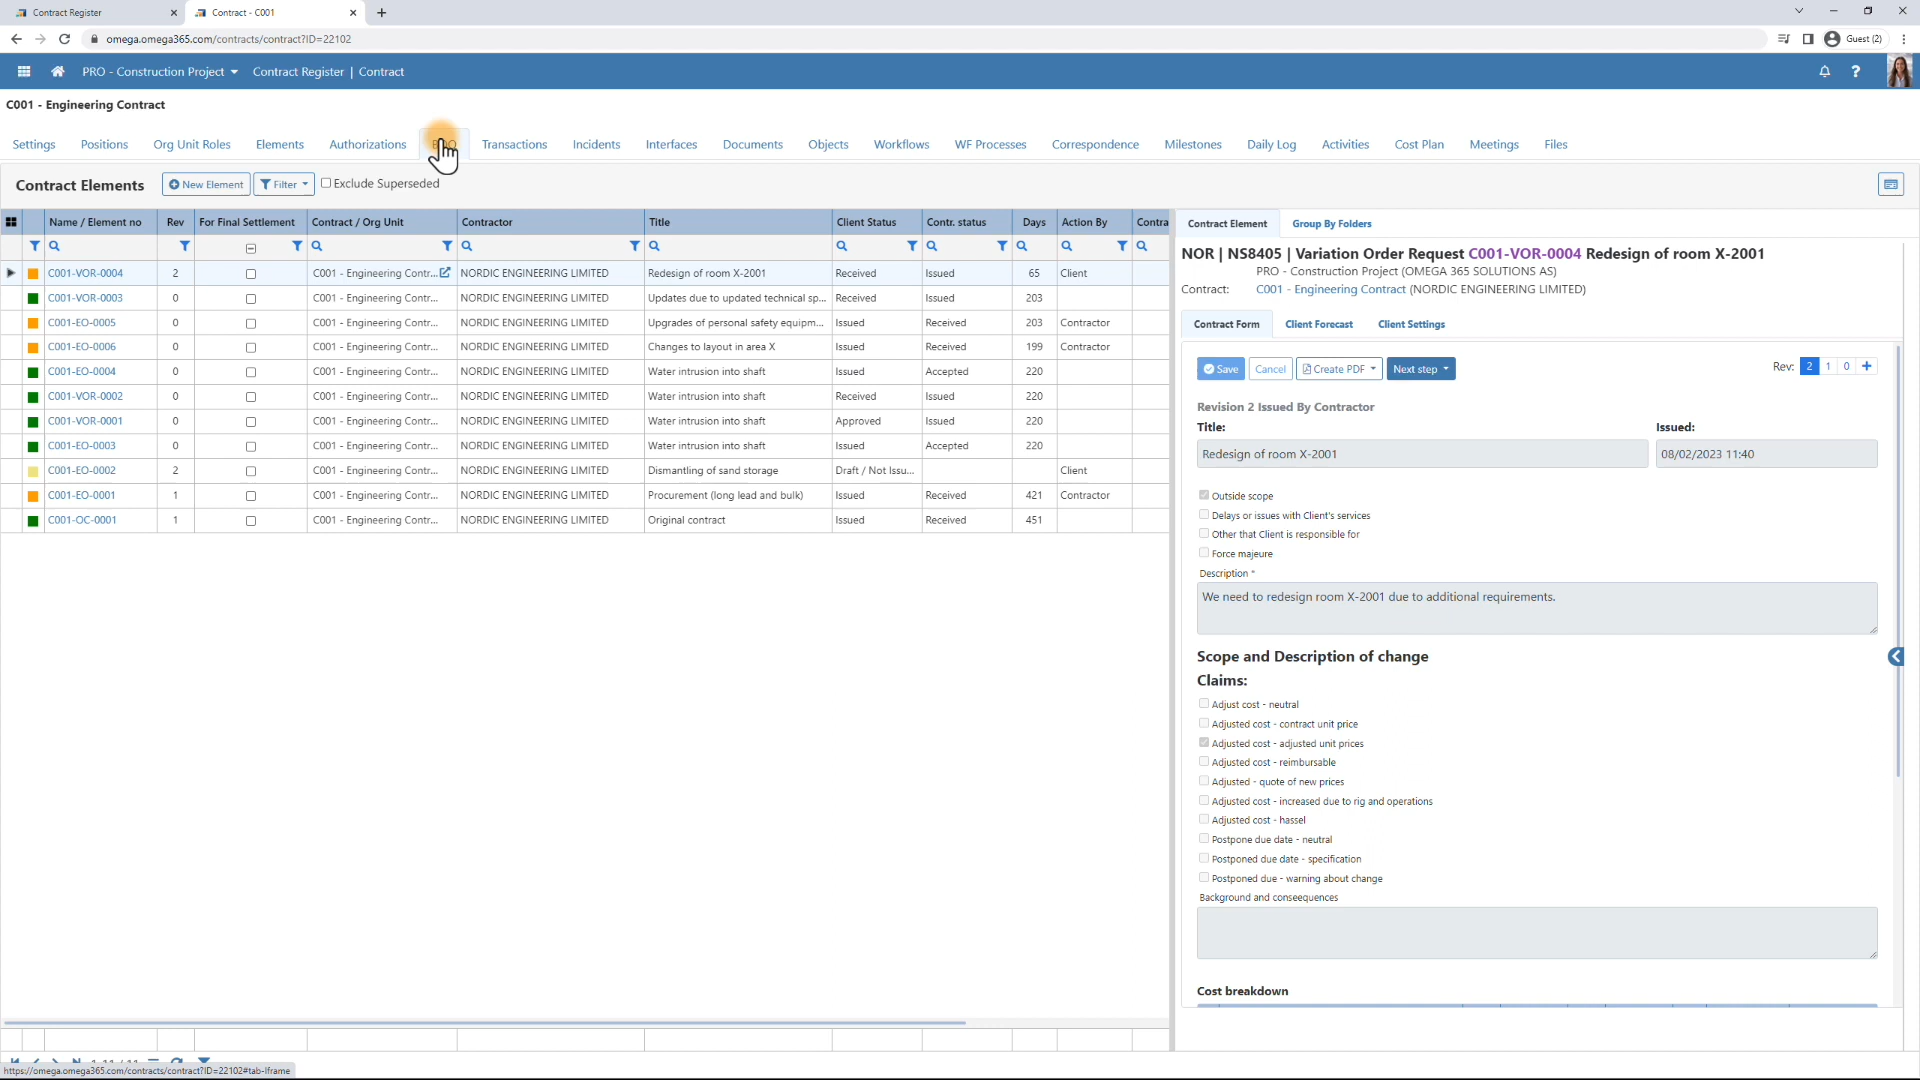 Contract Register
Contract - C001
omega.omega365.com/contracts/contract?ID=22102
Guest (2)
PRO - Construction Project
Contract Register | Contract
?
C001 - Engineering Contract
Settings Positions Org Unit Roles Elements Authorizations Transactions Incidents Interfaces Documents Objects Workflows WF Processes Correspondence Milestones Daily Log Activities Cost Plan Meetings Files
Contract Elements New Element Filter Exclude Superseded
Name / Element no Rev For Final Settlement Contract / Org Unit Contractor Title Client Status Contr. status Days Action By Contra
C001-VOR-0004 2 C001 - Engineering Contr... NORDIC ENGINEERING LIMITED Redesign of room X-2001 Received Issued 65 Client
C001-VOR-0003 0 C001 - Engineering Contr... NORDIC ENGINEERING LIMITED Updates due to updated technical sp... Received Issued 203
C001-EO-0005 0 C001 - Engineering Contr... NORDIC ENGINEERING LIMITED Upgrades of personal safety equipm... Issued Received 203 Contractor
C001-EO-0006 0 C001 - Engineering Contr... NORDIC ENGINEERING LIMITED Changes to layout in area X Issued Received 199 Contractor
C001-EO-0004 0 C001 - Engineering Contr... NORDIC ENGINEERING LIMITED Water intrusion into shaft Issued Accepted 220
C001-VOR-0002 0 C001 - Engineering Contr... NORDIC ENGINEERING LIMITED Water intrusion into shaft Received Issued 220
C001-VOR-0001 0 C001 - Engineering Contr... NORDIC ENGINEERING LIMITED Water intrusion into shaft Approved Issued 220
C001-EO-0003 0 C001 - Engineering Contr... NORDIC ENGINEERING LIMITED Water intrusion into shaft Issued Accepted 220
C001-EO-0002 2 C001 - Engineering Contr... NORDIC ENGINEERING LIMITED Dismantling of sand storage Draft / Not Issu... Client
C001-EO-0001 1 C001 - Engineering Contr... NORDIC ENGINEERING LIMITED Procurement (long lead and bulk) Issued Received 421 Contractor
C001-OC-0001 1 C001 - Engineering Contr... NORDIC ENGINEERING LIMITED Original contract Issued Received 451
Contract Element Group By Folders
NOR | NS8405 | Variation Order Request C001-VOR-0004 Redesign of room X-2001
PRO - Construction Project (OMEGA 365 SOLUTIONS AS)
Contract: C001 - Engineering Contract (NORDIC ENGINEERING LIMITED)
Contract Form Client Forecast Client Settings
Save Cancel Create PDF Next step Rev: 2 1 0 +
Revision 2 Issued By Contractor
Title: Issued:
Redesign of room X-2001 08/02/2023 11:40
Outside scope
Delays or issues with Client's services
Other that Client is responsible for
Force majeure
Description *
We need to redesign room X-2001 due to additional requirements.
Scope and Description of change
Claims:
Adjust cost - neutral
Adjusted cost - contract unit price
Adjusted cost - adjusted unit prices
Adjusted cost - reimbursable
Adjusted - quote of new prices
Adjusted cost - increased due to rig and operations
Adjusted cost - hassel
Postpone due date - neutral
Postponed due date - specification
Postponed due - warning about change
Background and conseequences
Cost breakdown
https://omega.omega365.com/contracts/contract?ID=22102#tab-Iframe